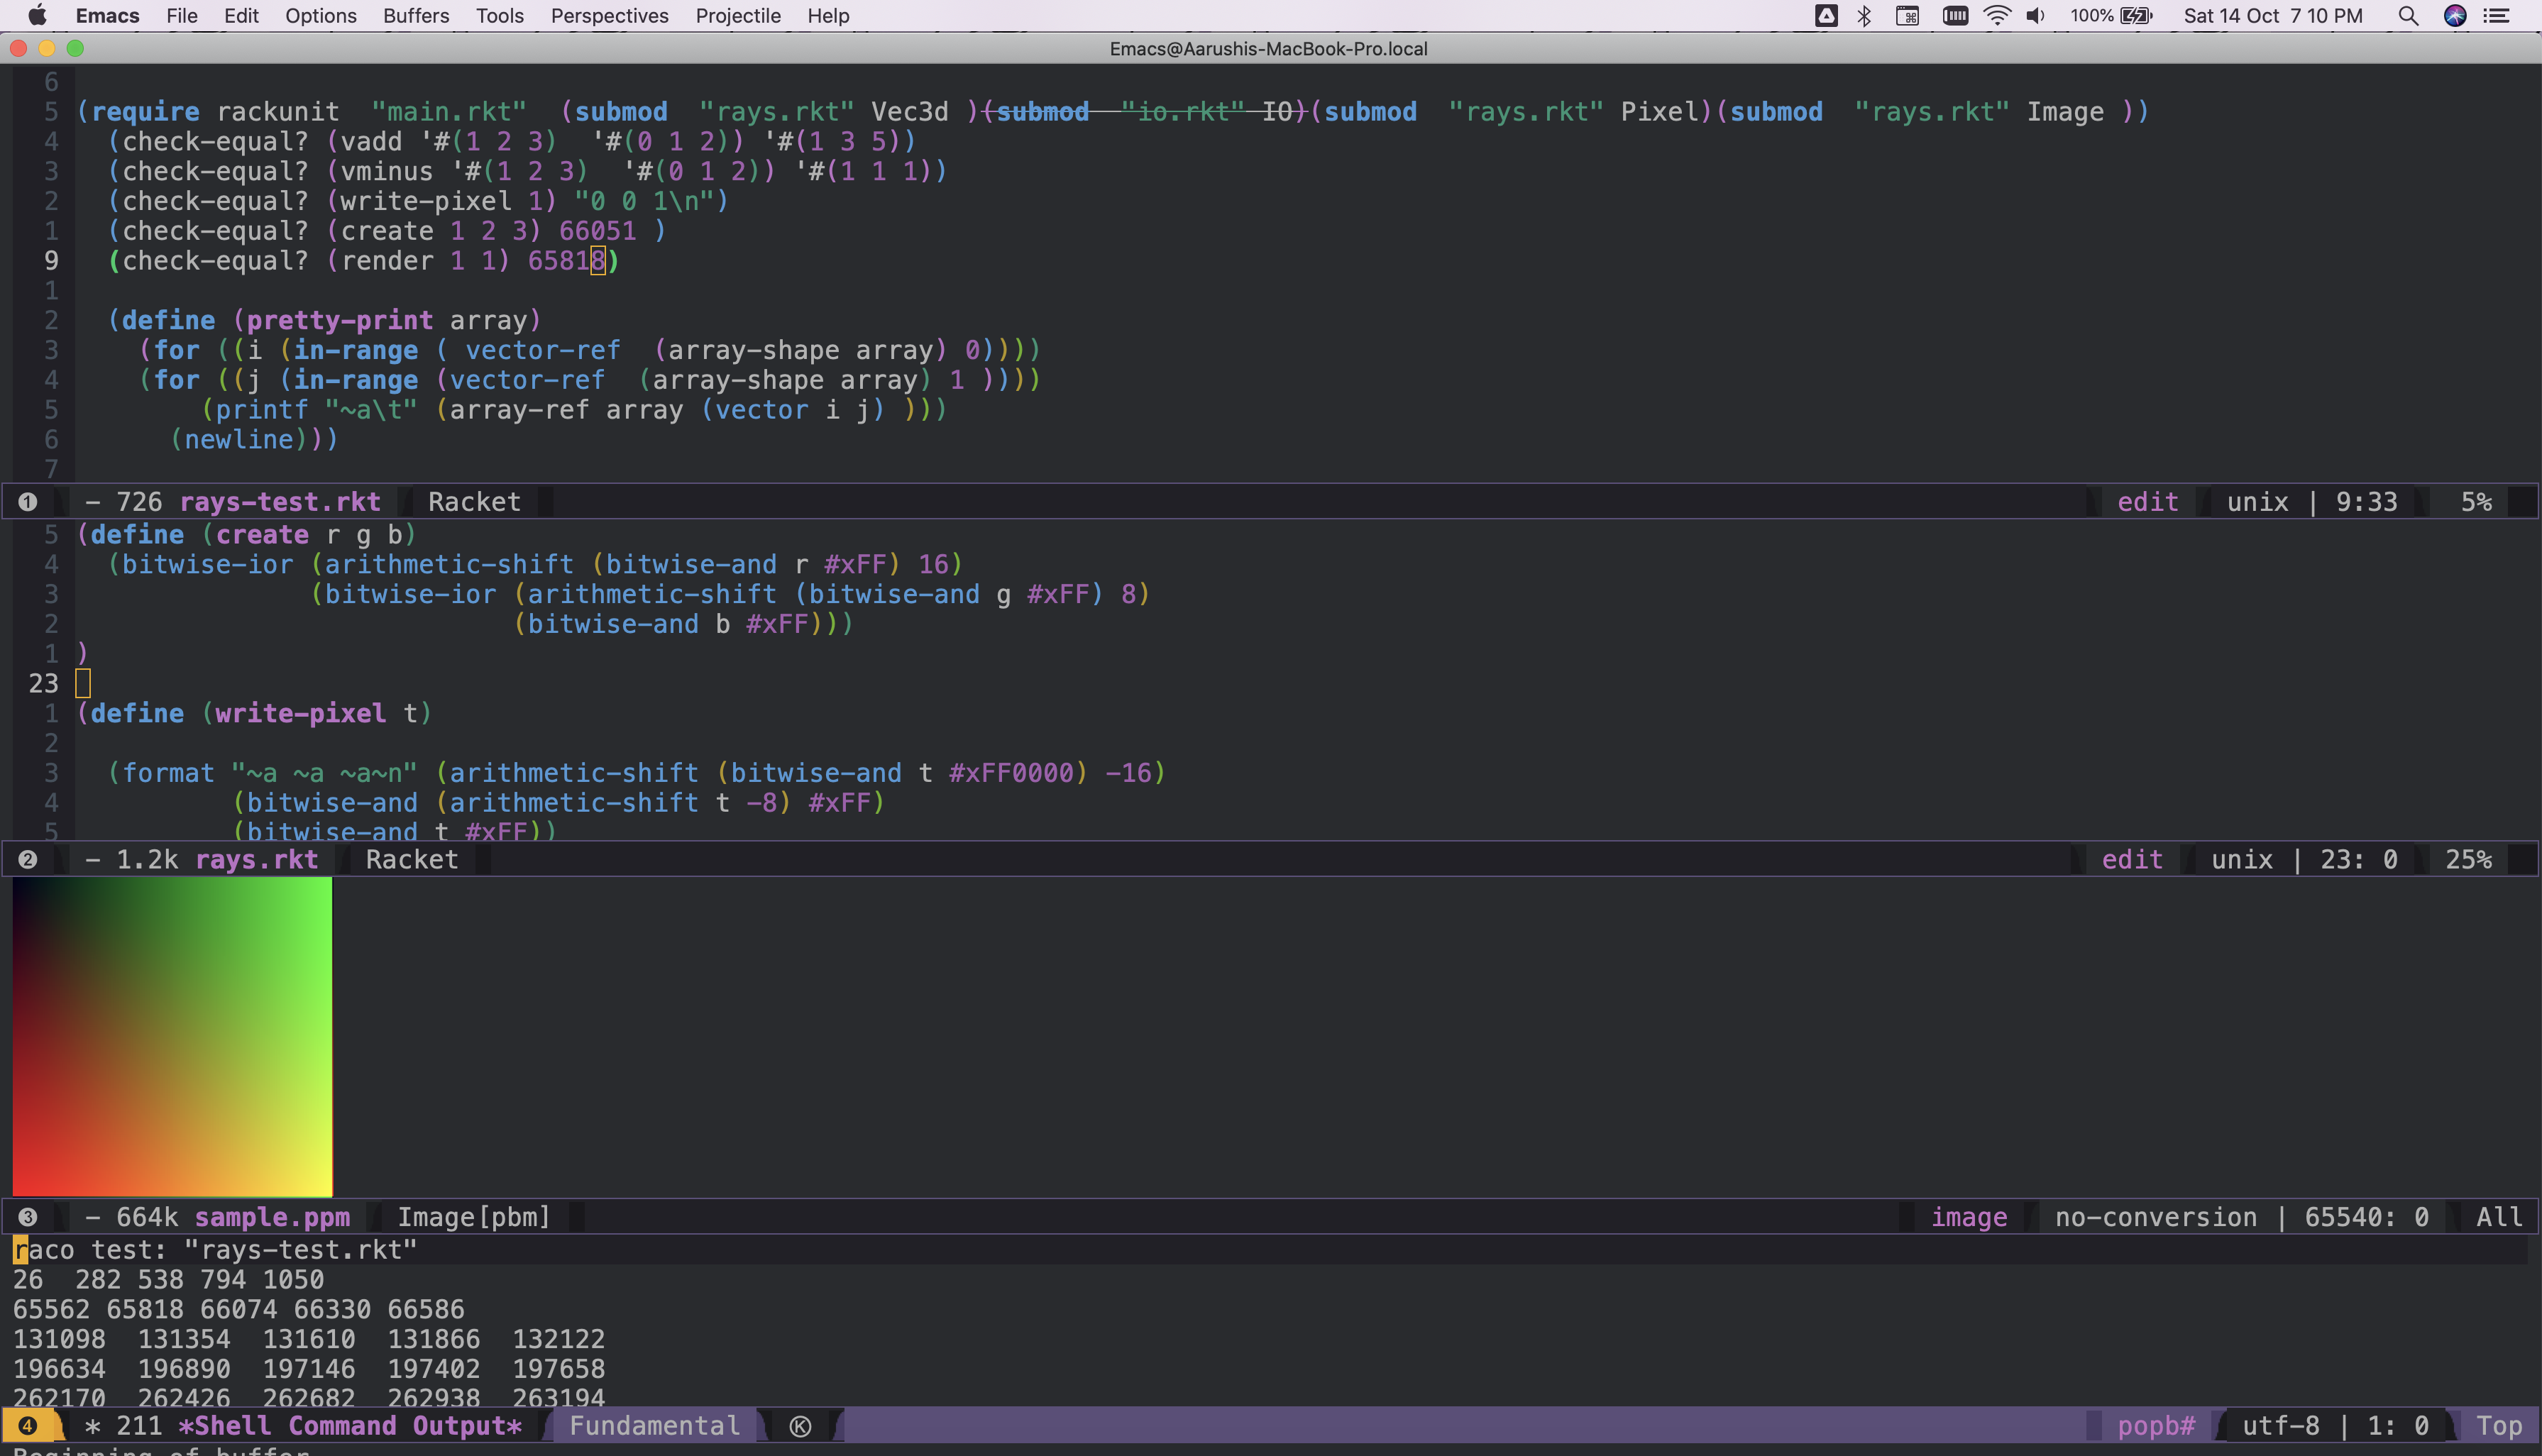 Emacs File Edit Options Buffers Tools Perspectives Projectile Help 100% Sat 14 Oct 7 10 PM
Emacs@Aarushis-MacBook-Pro.local
6
5 (require rackunit "main.rkt" (submod "rays.rkt" Vec3d )(submod "io.rkt" IO)(submod "rays.rkt" Pixel)(submod "rays.rkt" Image ))
4 (check-equal? (vadd '#(1 2 3) '#(0 1 2)) '#(1 3 5))
3 (check-equal? (vminus '#(1 2 3) '#(0 1 2)) '#(1 1 1))
2 (check-equal? (write-pixel 1) "0 0 1\n")
1 (check-equal? (create 1 2 3) 66051 )
9 (check-equal? (render 1 1) 65818)
1
2 (define (pretty-print array)
3 (for ((i (in-range ( vector-ref (array-shape array) 0))))
4 (for ((j (in-range (vector-ref (array-shape array) 1 ))))
5 (printf "~a\t" (array-ref array (vector i j) )))
6 (newline)))
7
1 - 726 rays-test.rkt Racket edit unix | 9:33 5%
5 (define (create r g b)
4 (bitwise-ior (arithmetic-shift (bitwise-and r #xFF) 16)
3 (bitwise-ior (arithmetic-shift (bitwise-and g #xFF) 8)
2 (bitwise-and b #xFF)))
1 )
23
1 (define (write-pixel t)
2
3 (format "~a ~a ~a~n" (arithmetic-shift (bitwise-and t #xFF0000) -16)
4 (bitwise-and (arithmetic-shift t -8) #xFF)
5 (bitwise-and t #xFF))
2 - 1.2k rays.rkt Racket edit unix | 23: 0 25%
3 - 664k sample.ppm Image[pbm] image no-conversion | 65540: 0 All
raco test: "rays-test.rkt"
26 282 538 794 1050
65562 65818 66074 66330 66586
131098 131354 131610 131866 132122
196634 196890 197146 197402 197658
262170 262426 262682 262938 263194
4 * 211 *Shell Command Output* Fundamental Ⓚ popb# utf-8 | 1: 0 Top
Beginning of buffer